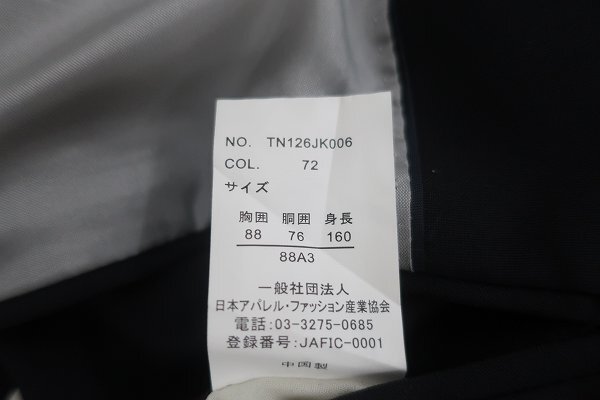 NO. TN126JK006
COL. 72
サイズ
胸囲 胴囲 身長
88 76 160
88A3
一般社団法人
日本アパレル・ファッション産業協会
電話:03-3275-0685
登録番号:JAFIC-0001
中国製